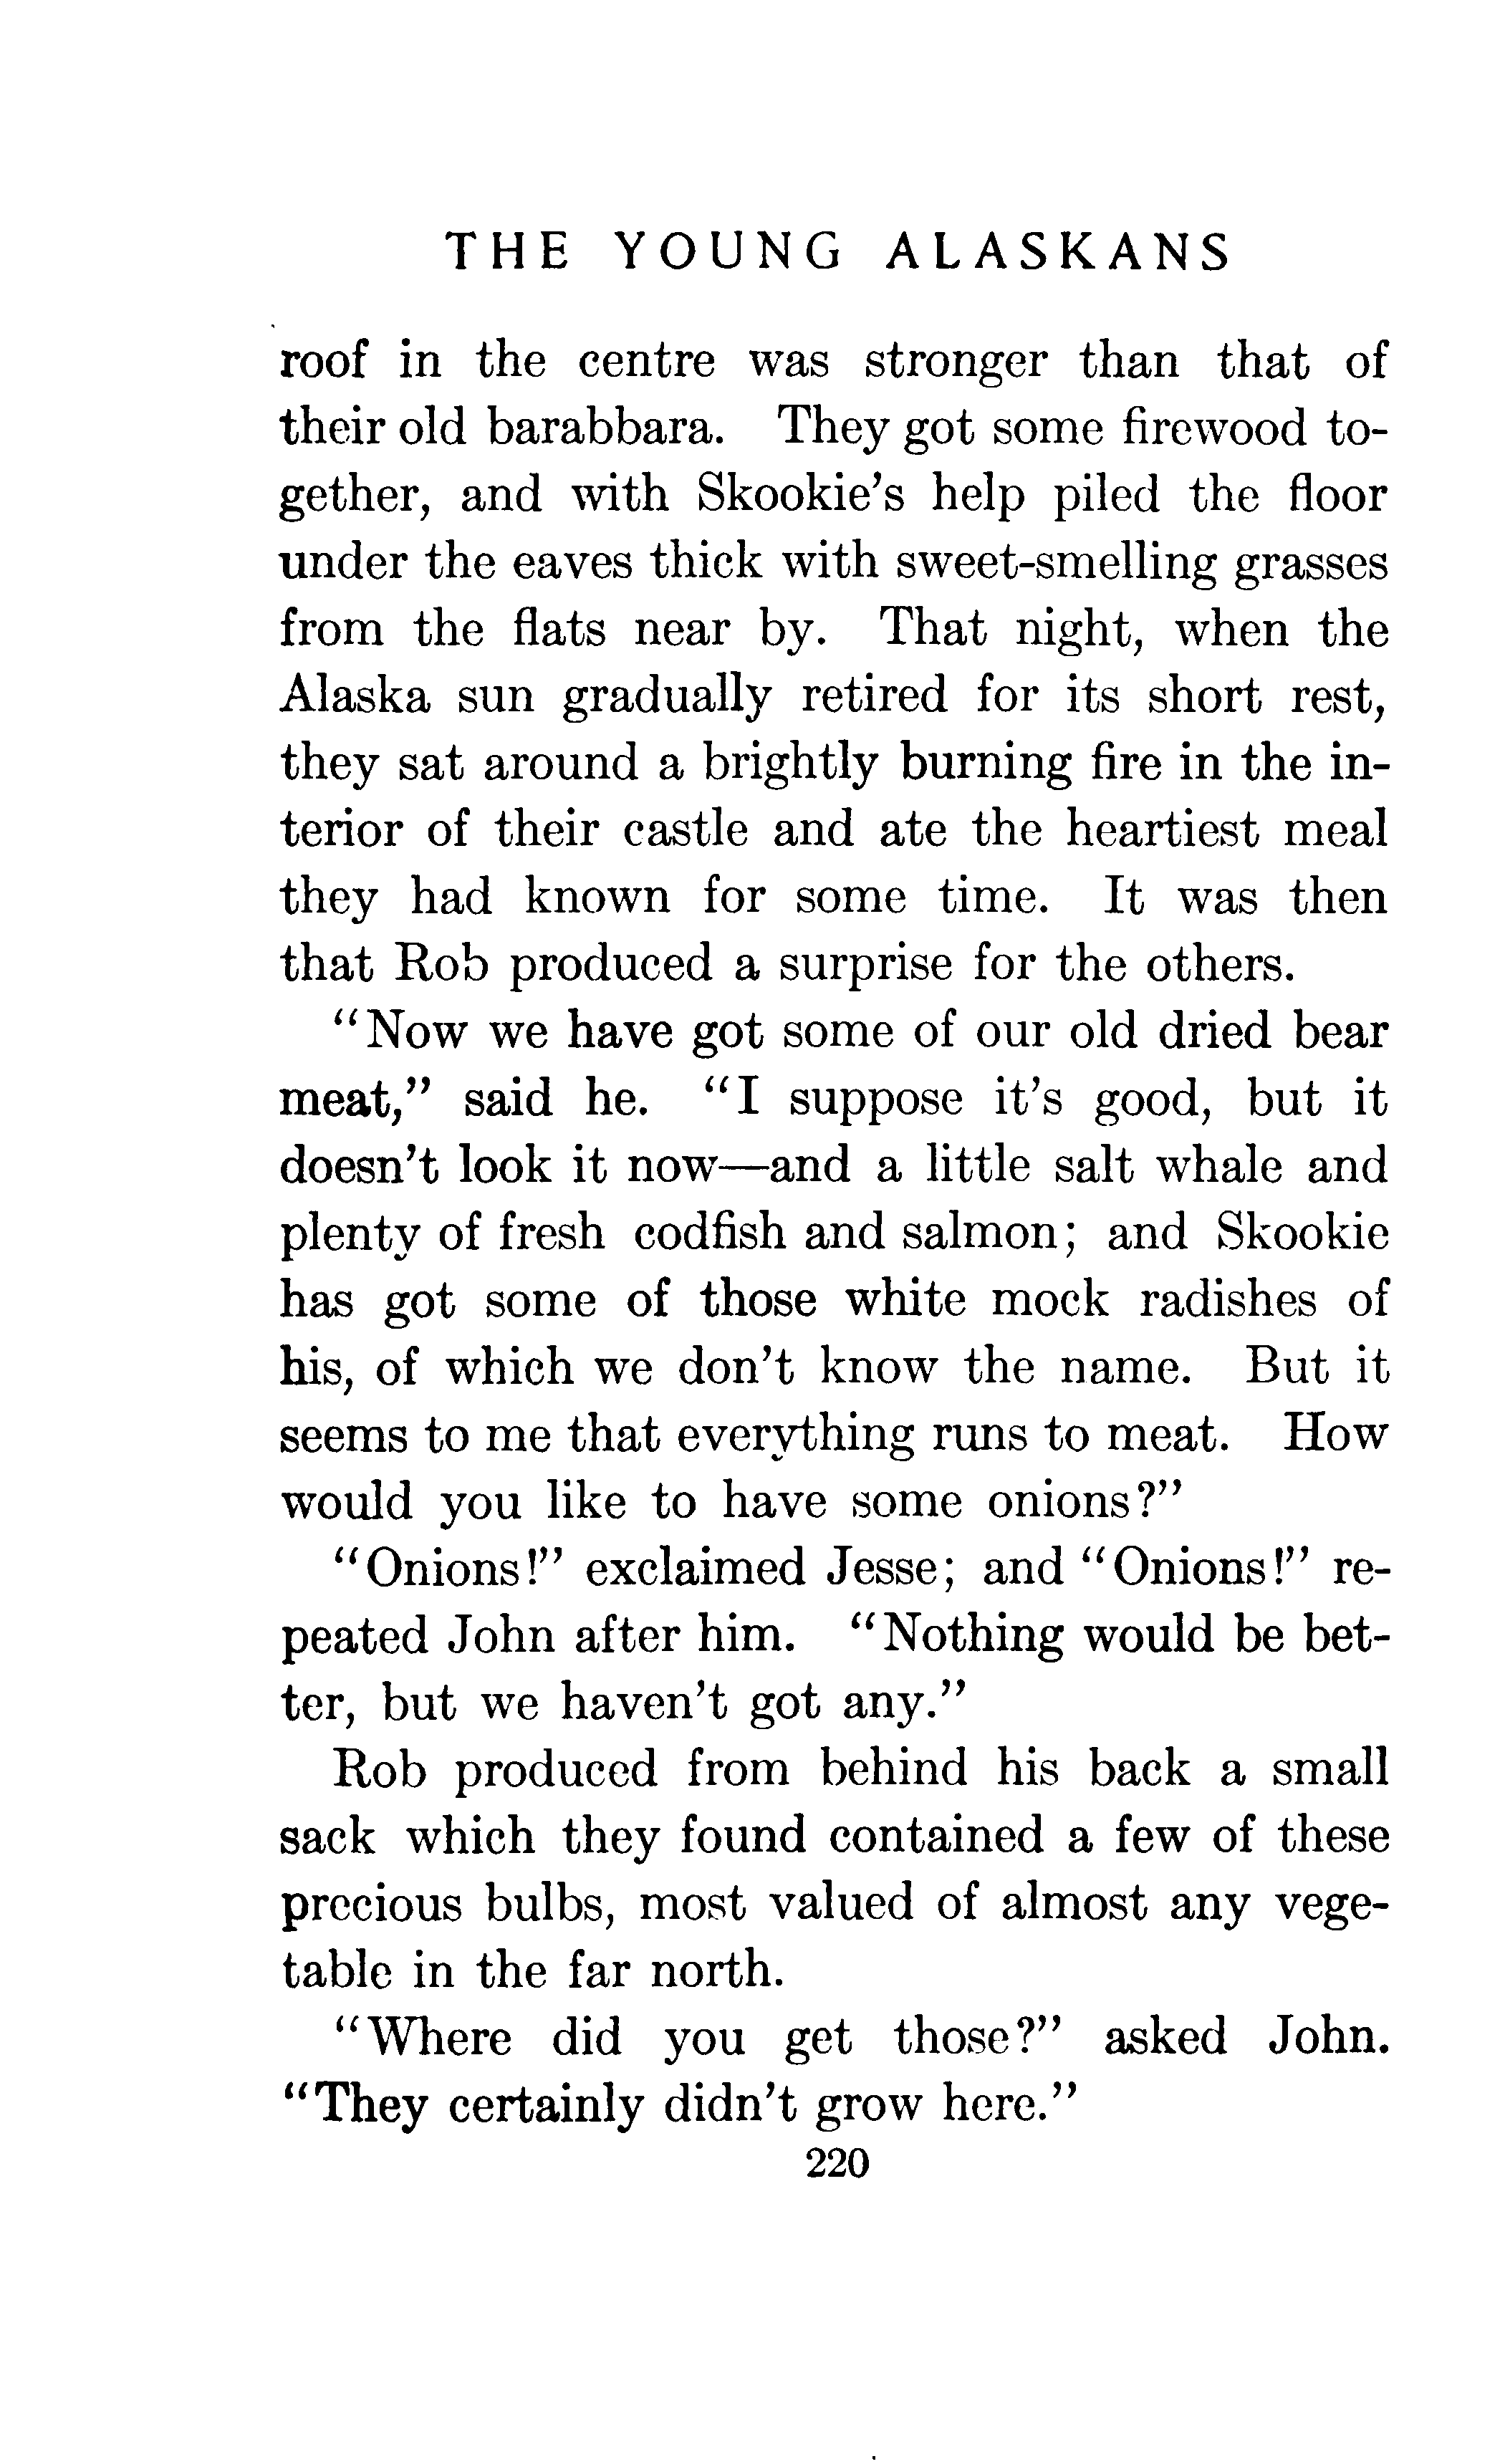 THE YOUNG ALASKANS
roof in the centre was stronger than that of
their old barabbara. They got some firewood to-
gether, and with Skookie's help piled the floor
under the eaves thick with sweet-smelling grasses
from the flats near by. That night, when the
Alaska sun gradually retired for its short rest,
they sat around a brightly burning fire in the in-
terior of their castle and ate the heartiest meal
they had known for some time. It was then
that Rob produced a surprise for the others.
"Now we have got some of our old dried bear
meat," said he. "I suppose it's good, but it
doesn't look it now—and a little salt whale and
plenty of fresh codfish and salmon; and Skookie
has got some of those white mock radishes of
his, of which we don't know the name. But it
seems to me that everything runs to meat. How
would you like to have some onions?"
"Onions!" exclaimed Jesse; and "Onions!" re-
peated John after him. "Nothing would be bet-
ter, but we haven't got any."
Rob produced from behind his back a small
sack which they found contained a few of these
precious bulbs, most valued of almost any vege-
table in the far north.
"Where did you get those?" asked John.
"They certainly didn't grow here."
220